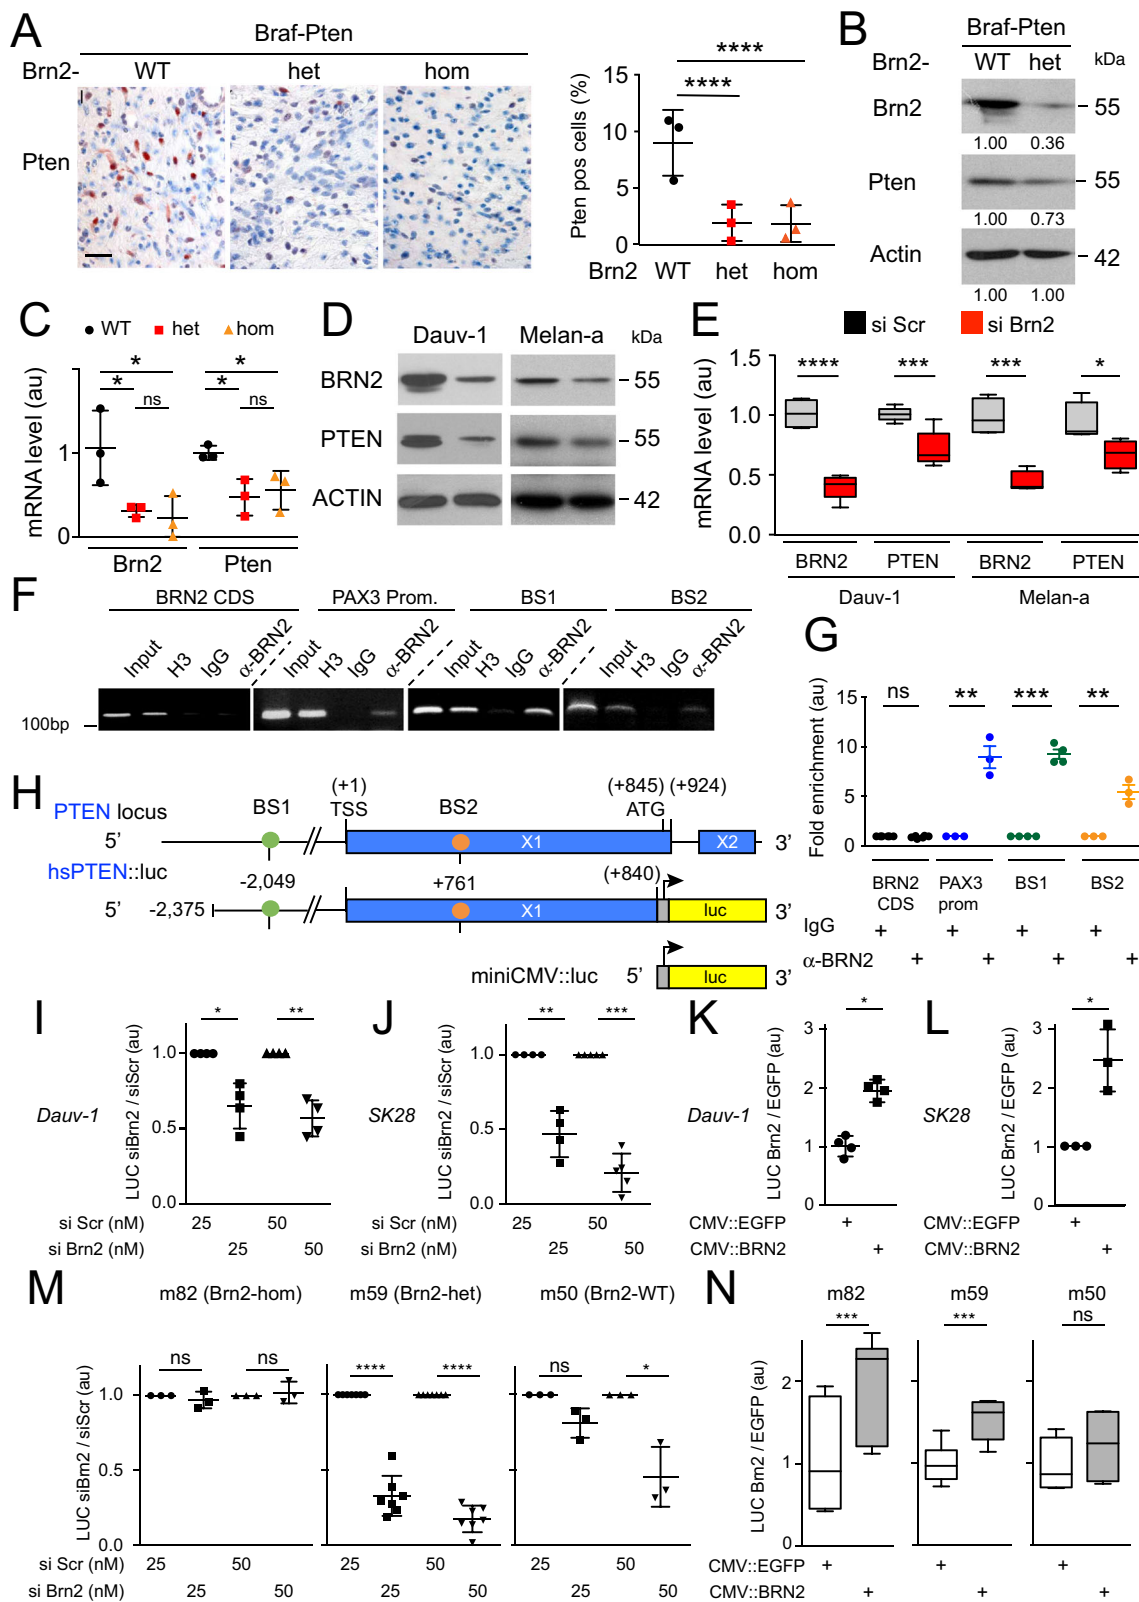 A
Braf-Pten
Brn2- WT het hom
Pten
****
****
Pten pos cells (%)
15
10
5
0
Brn2 WT het hom
B
Braf-Pten
Brn2- WT het kDa
Brn2 55
1.00 0.36
Pten 55
1.00 0.73
Actin 42
1.00 1.00
C
WT het hom
* *
* *
ns ns
mRNA level (au)
1
0
Brn2 Pten
D
Dauv-1 Melan-a kDa
BRN2 55
PTEN 55
ACTIN 42
E
si Scr si Brn2
mRNA level (au)
1.5
1.0
0.5
0.0
**** *** *** *
BRN2 PTEN BRN2 PTEN
Dauv-1 Melan-a
F
BRN2 CDS PAX3 Prom. BS1 BS2
Input H3 IgG α-BRN2 Input H3 IgG α-BRN2 Input H3 IgG α-BRN2 Input H3 IgG α-BRN2
100bp
G
Fold enrichment (au)
15
10
5
0
ns ** *** **
BRN2 CDS PAX3 prom BS1 BS2
IgG + + + +
α-BRN2 + + + +
H
PTEN locus BS1 (+1) TSS BS2 (+845) ATG (+924)
5' X1 X2 3'
hsPTEN::luc -2,049 +761 (+840)
5' -2,375 X1 luc 3'
miniCMV::luc 5' luc 3'
I
Dauv-1
LUC siBrn2 / siScr (au)
1.0
0.5
0.0
* **
si Scr (nM) 25 50
si Brn2 (nM) 25 50
J
SK28
LUC siBrn2 / siScr (au)
1.0
0.5
0.0
** ***
si Scr (nM) 25 50
si Brn2 (nM) 25 50
K
Dauv-1
LUC Brn2 / EGFP (au)
3
2
1
0
*
CMV::EGFP +
CMV::BRN2 +
L
SK28
LUC Brn2 / EGFP (au)
3
2
1
0
*
CMV::EGFP +
CMV::BRN2 +
M
m82 (Brn2-hom) m59 (Brn2-het) m50 (Brn2-WT)
LUC siBrn2 / siScr (au)
1.0
0.5
0.0
ns ns **** **** ns *
si Scr (nM) 25 50 25 50 25 50
si Brn2 (nM) 25 50 25 50 25 50
N
m82 m59 m50
*** *** ns
LUC Brn2 / EGFP (au)
2
1
0
CMV::EGFP + + +
CMV::BRN2 + + +